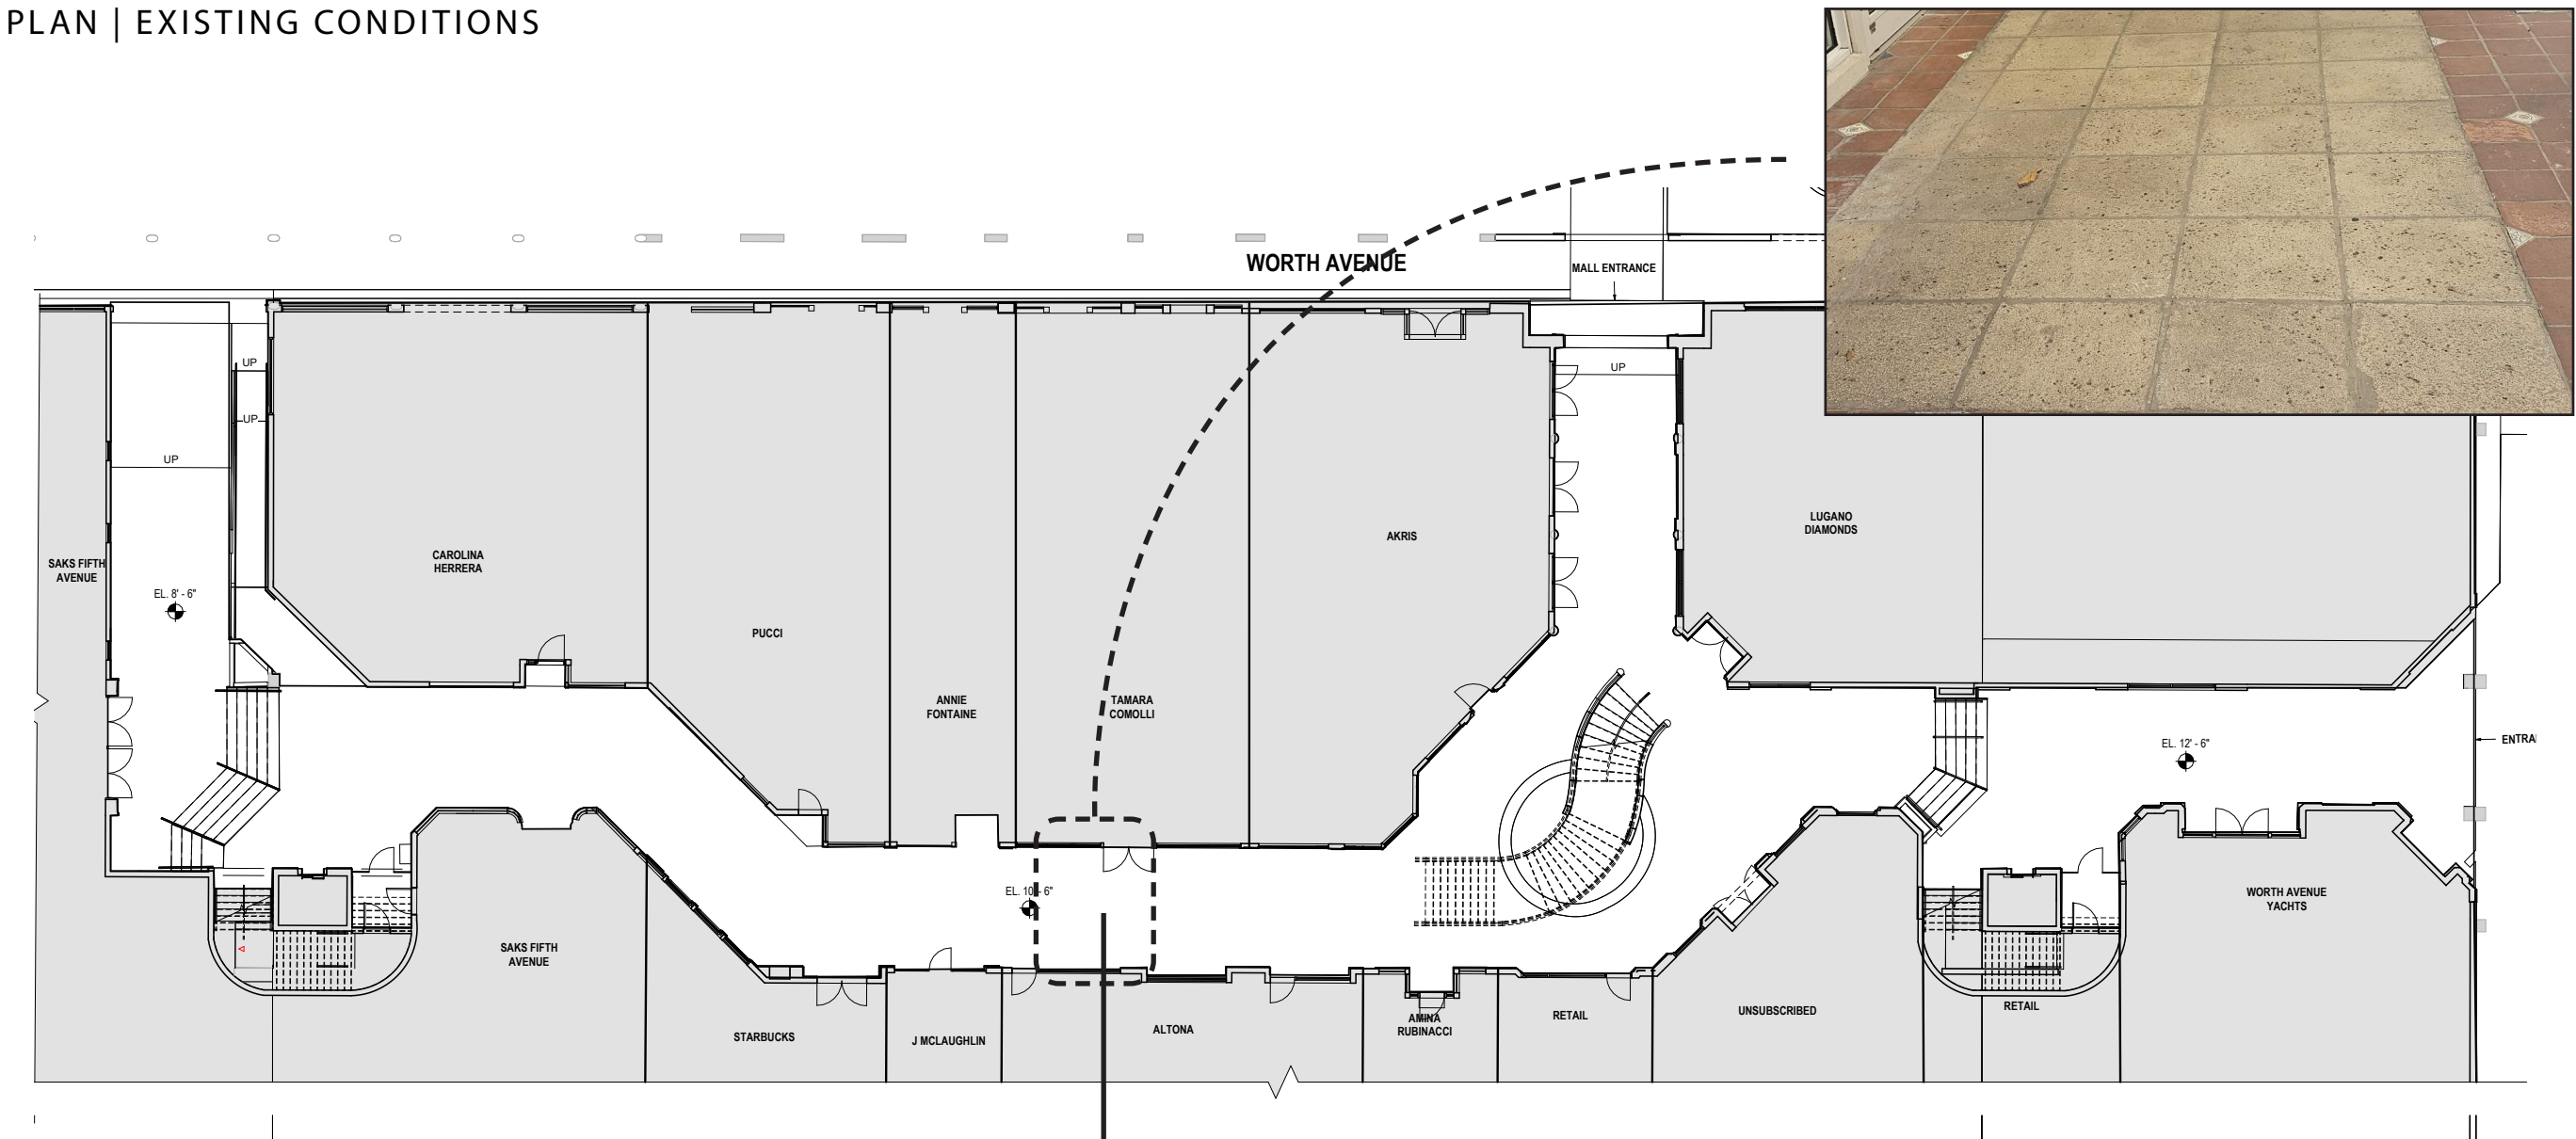 PLAN | EXISTING CONDITIONS
WORTH AVENUE
MALL ENTRANCE
UP
UP
UP
UP
SAKS FIFTH
AVENUE
CAROLINA
HERRERA
PUCCI
ANNIE
FONTAINE
TAMARA
COMOLLI
AKRIS
LUGANO
DIAMONDS
EL. 8' - 6"
EL. 10' - 6"
EL. 12' - 6"
ENTRA
SAKS FIFTH
AVENUE
STARBUCKS
J MCLAUGHLIN
ALTONA
AMINA
RUBINACCI
RETAIL
UNSUBSCRIBED
RETAIL
WORTH AVENUE
YACHTS